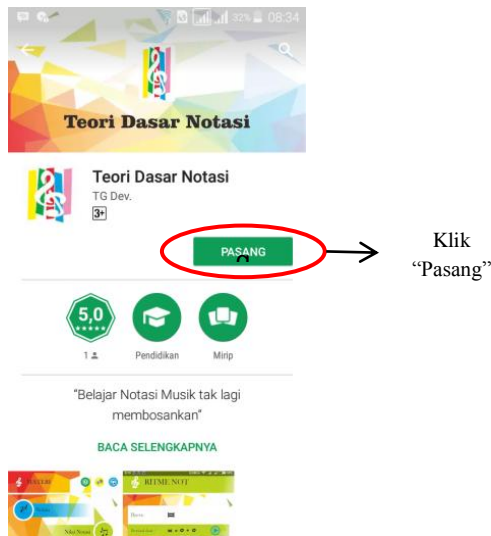 32% 08:34
Teori Dasar Notasi
Teori Dasar Notasi
TG Dev.
3+
PASANG
Klik
“Pasang”
5,0
1
Pendidikan
Mirip
“Belajar Notasi Musik tak lagi
membosankan”
BACA SELENGKAPNYA
RITME NOT